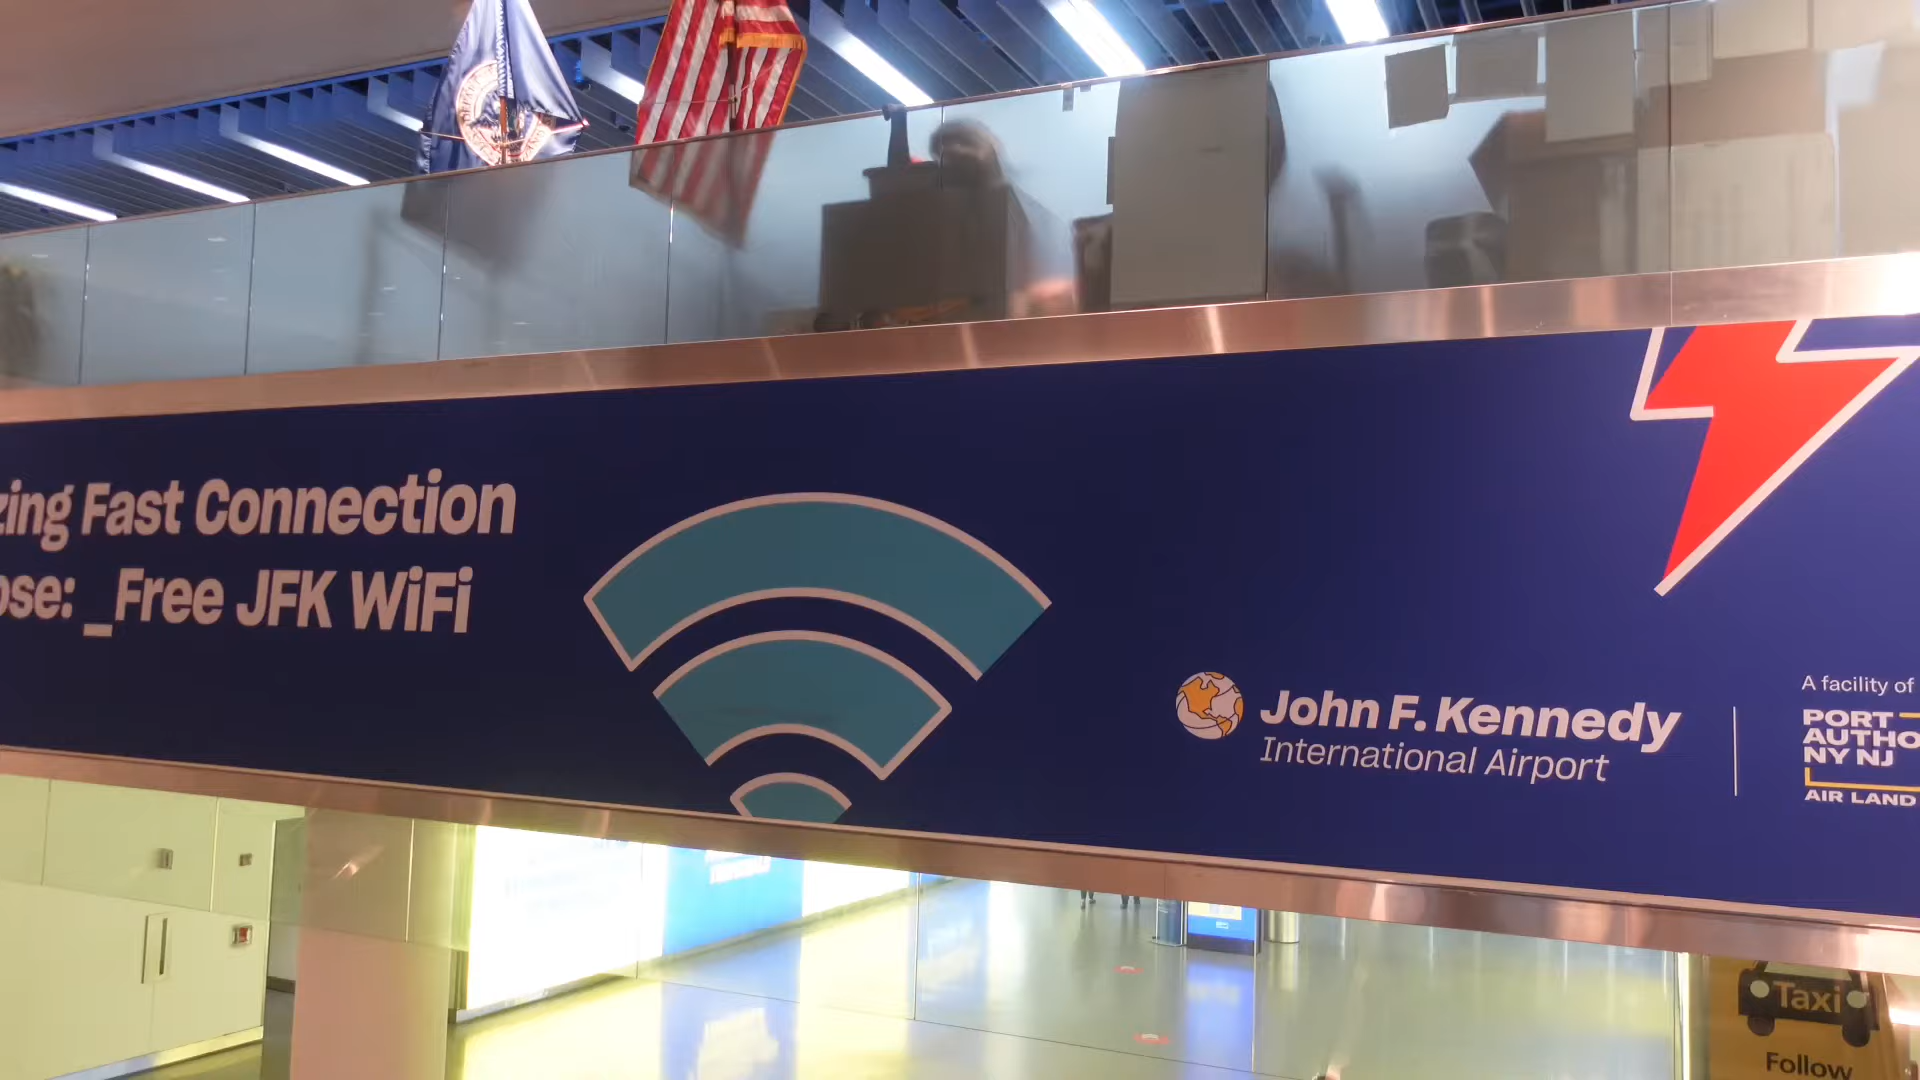 zing Fast Connection
ose: _Free JFK WiFi
John F. Kennedy
International Airport
A facility of
PORT
AUTHO
NY NJ
AIR LAND
Taxi
Follow